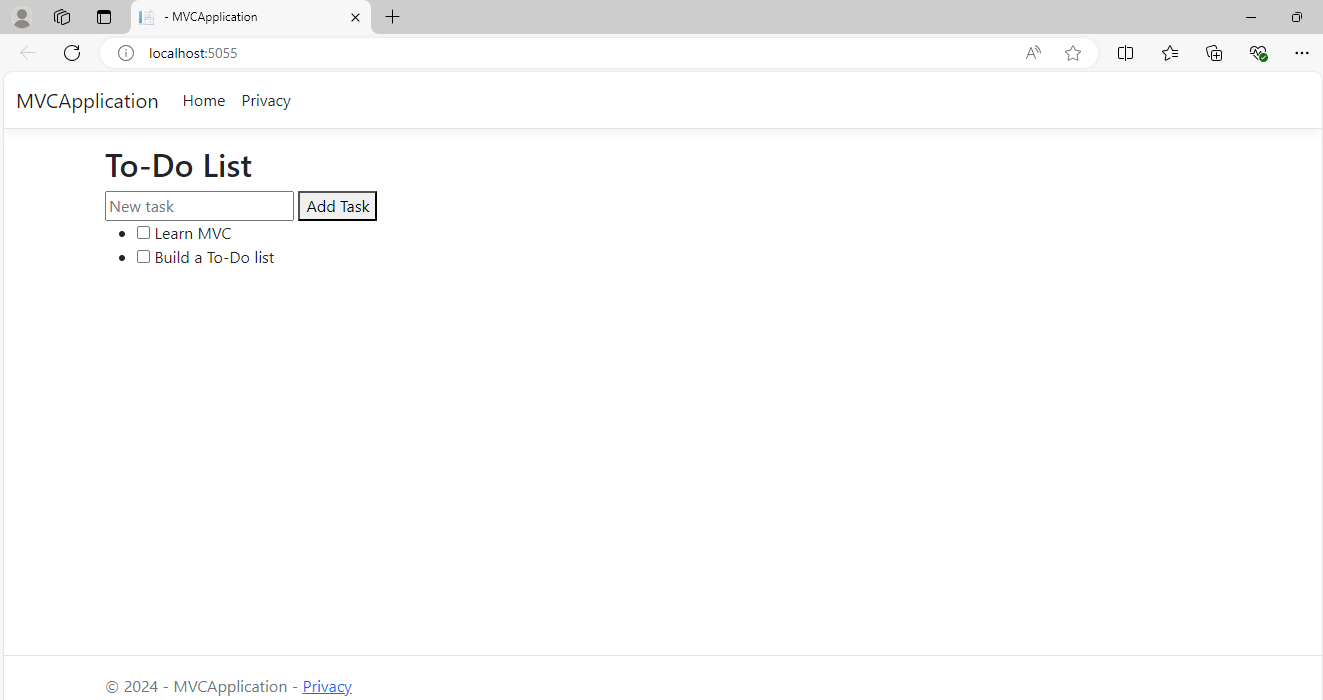 - MVCApplication
localhost:5055
MVCApplication Home Privacy
To-Do List
New task Add Task
Learn MVC
Build a To-Do list
© 2024 - MVCApplication - Privacy